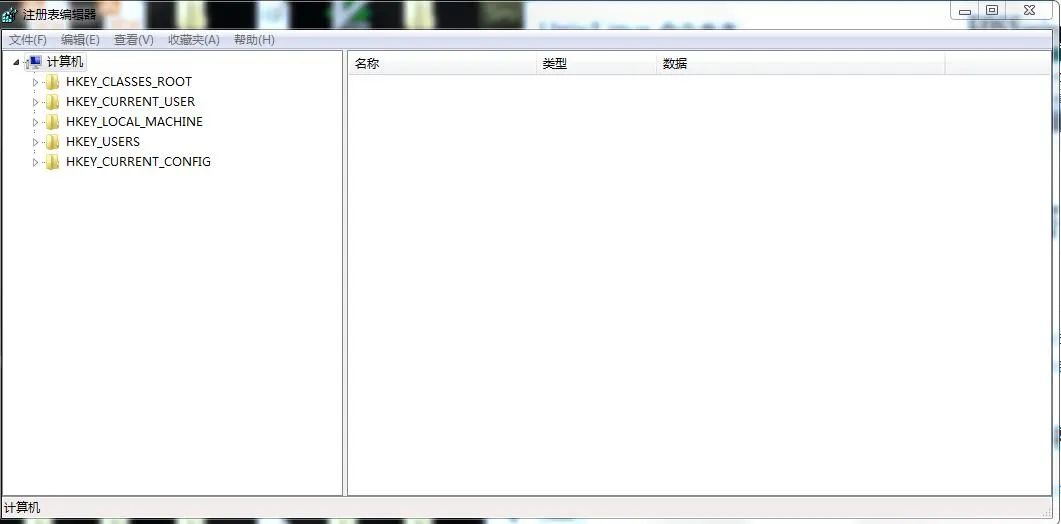 注册表编辑器
文件(F) 编辑(E) 查看(V) 收藏夹(A) 帮助(H)
计算机
名称 类型 数据
HKEY_CLASSES_ROOT
HKEY_CURRENT_USER
HKEY_LOCAL_MACHINE
HKEY_USERS
HKEY_CURRENT_CONFIG
计算机